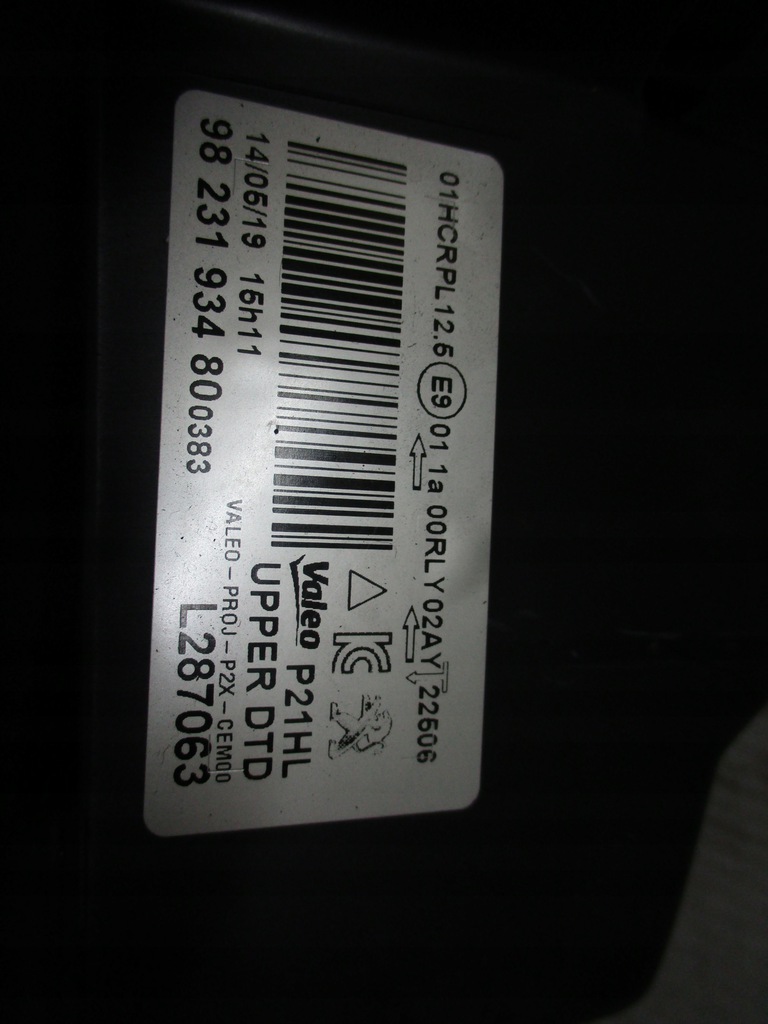 01HCRPL12.5 E9 01 1a 00RLY02AY 22506
Valeo P21HL
UPPER DTD
14/06/19 15h11
VALEO-PROJ-P2X-CEM00
98 231 934 80 0383
L287063